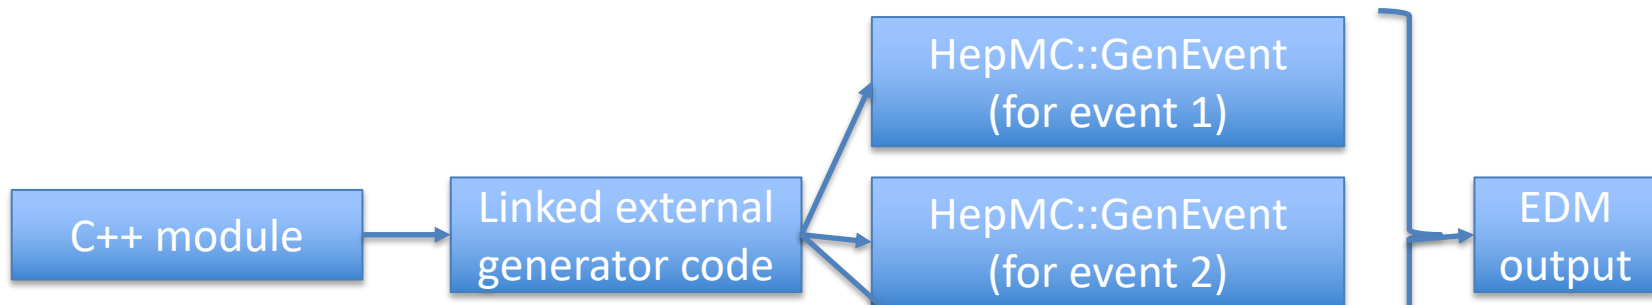 C++ module
Linked external
generator code
HepMC::GenEvent
(for event 1)
HepMC::GenEvent
(for event 2)
EDM
output